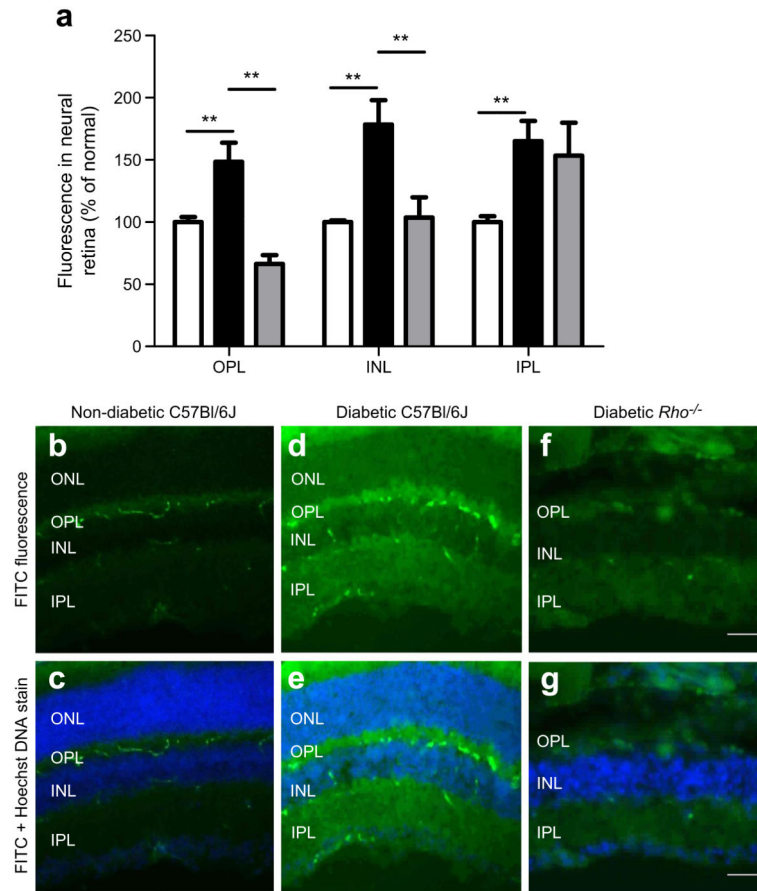 a
250
200
150
100
50
0
Fluorescence in neural
retina (% of normal)
**
**
**
**
**
OPL
INL
IPL
Non-diabetic C57Bl/6J
Diabetic C57Bl/6J
Diabetic Rho-/-
FITC fluorescence
b
ONL
OPL
INL
IPL
d
ONL
OPL
INL
IPL
f
OPL
INL
IPL
FITC + Hoechst DNA stain
c
ONL
OPL
INL
IPL
e
ONL
OPL
INL
IPL
g
OPL
INL
IPL